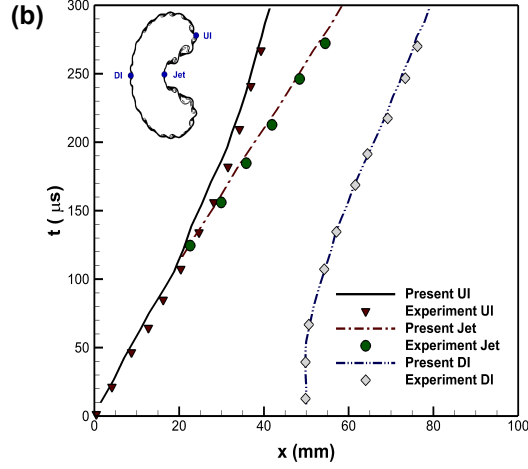 (b)
300
250
200
150
100
50
0
t ( μs)
0
20
40
60
80
100
x (mm)
UI
DI
Jet
Present UI
Experiment UI
Present Jet
Experiment Jet
Present DI
Experiment DI